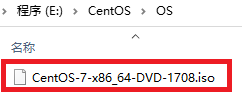 程序 (E:) > CentOS > OS
名称
CentOS-7-x86_64-DVD-1708.iso